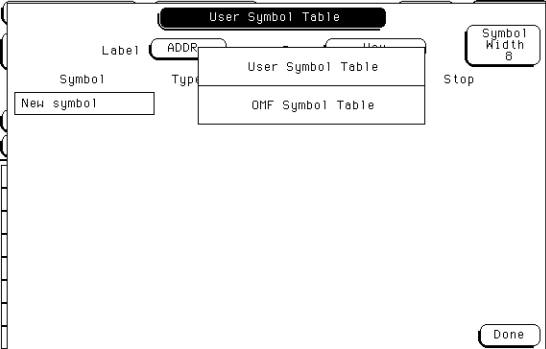 User Symbol Table
Symbol
Width
8
Label ADDR
User Symbol Table
Symbol Type Stop
OMF Symbol Table
New symbol
Done